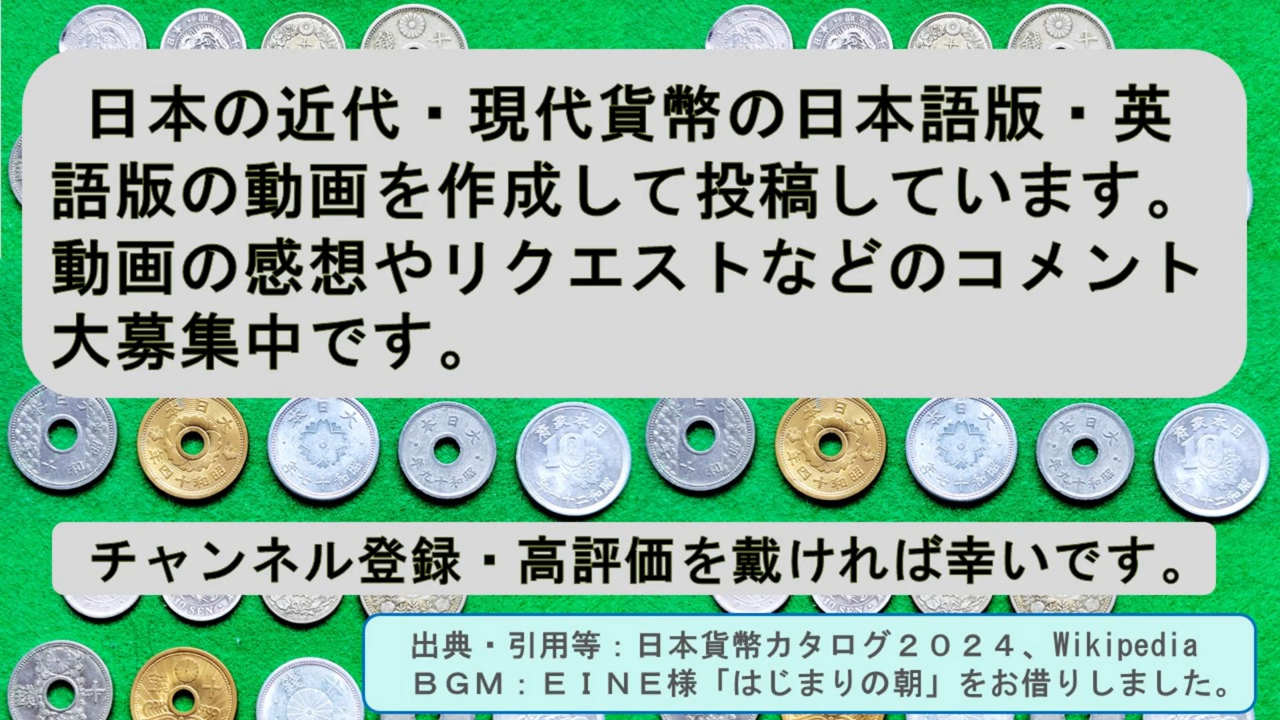 日本の近代・現代貨幣の日本語版・英
語版の動画を作成して投稿しています。
動画の感想やリクエストなどのコメント
大募集中です。
チャンネル登録・高評価を戴ければ幸いです。
出典・引用等：日本貨幣カタログ２０２４、Wikipedia
ＢＧＭ：ＥＩＮＥ様「はじまりの朝」をお借りしました。